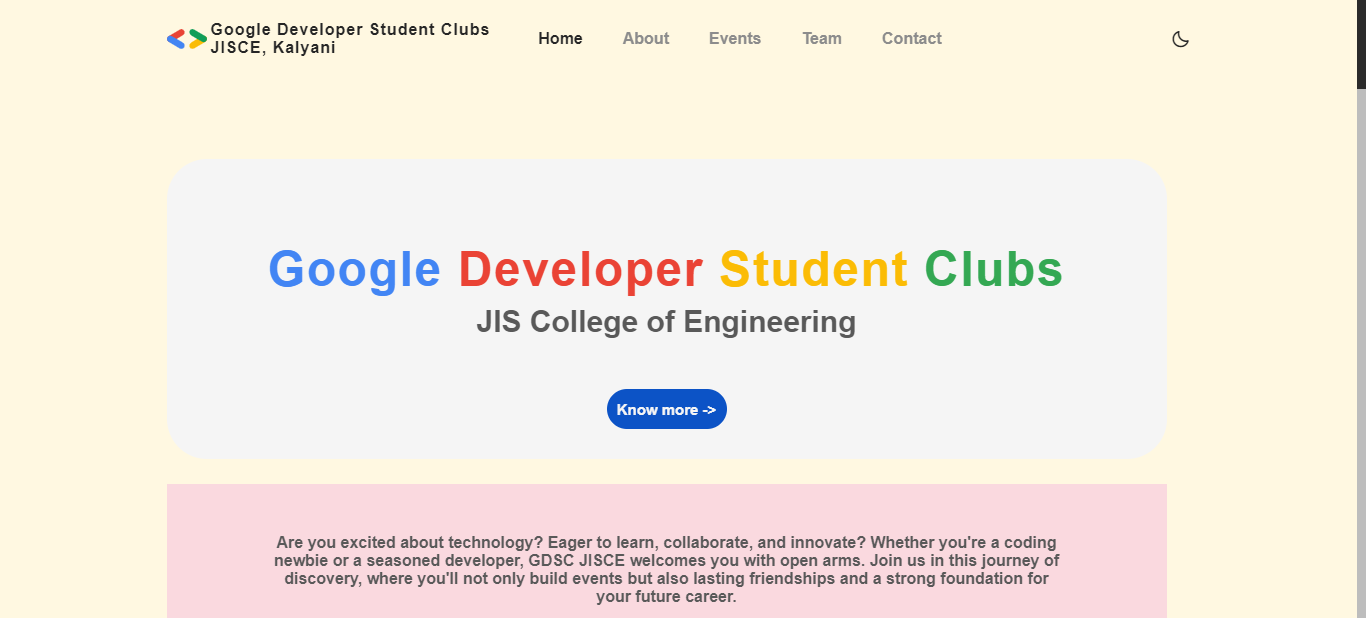 Google Developer Student Clubs
JISCE, Kalyani
Home
About
Events
Team
Contact
Google Developer Student Clubs
JIS College of Engineering
Know more ->
Are you excited about technology? Eager to learn, collaborate, and innovate? Whether you're a coding
newbie or a seasoned developer, GDSC JISCE welcomes you with open arms. Join us in this journey of
discovery, where you'll not only build events but also lasting friendships and a strong foundation for
your future career.